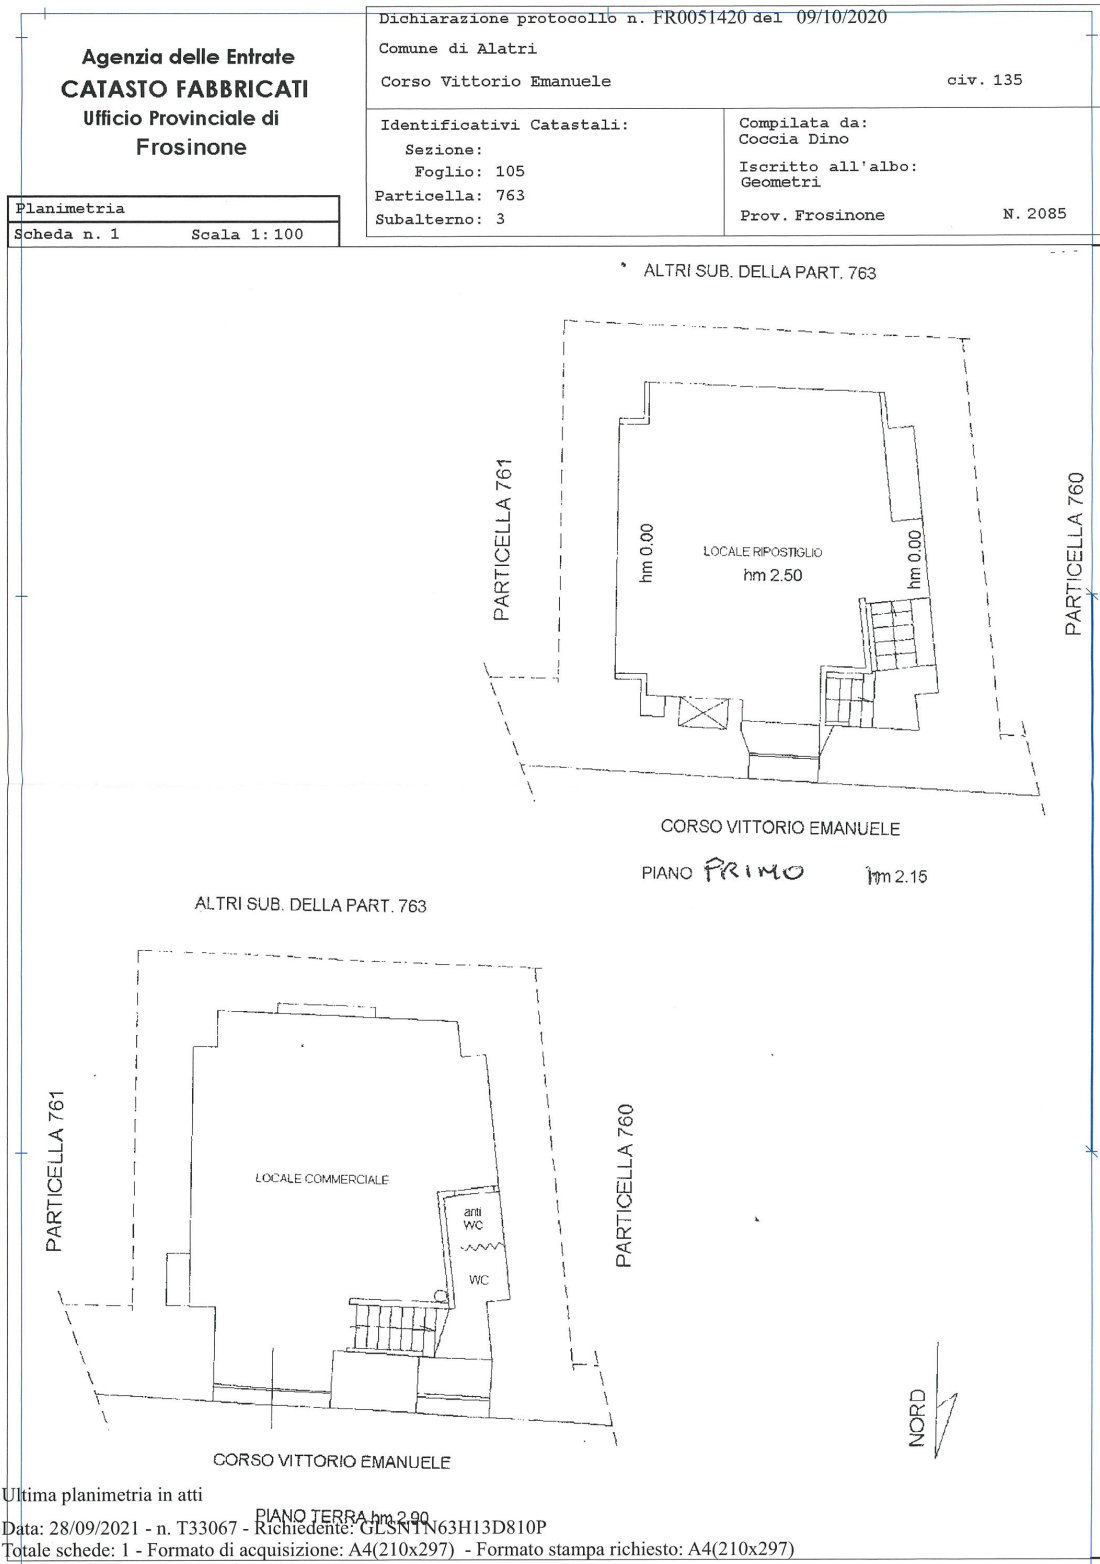 Agenzia delle Entrate
CATASTO FABBRICATI
Ufficio Provinciale di
Frosinone
Planimetria
Scheda n. 1 Scala 1:100
Dichiarazione protocollo n. FR0051420 del 09/10/2020
Comune di Alatri
Corso Vittorio Emanuele civ. 135
Identificativi Catastali:
Sezione:
Foglio: 105
Particella: 763
Subalterno: 3
Compilata da:
Coccia Dino
Iscritto all'albo:
Geometri
Prov. Frosinone N. 2085
ALTRI SUB. DELLA PART. 763
PARTICELLA 761
PARTICELLA 760
hm 0.00
LOCALE RIPOSTIGLIO
hm 2.50
hm 0.00
CORSO VITTORIO EMANUELE
PIANO PRIMO hm 2.15
ALTRI SUB. DELLA PART. 763
PARTICELLA 761
PARTICELLA 760
LOCALE COMMERCIALE
anti
WC
WC
NORD
CORSO VITTORIO EMANUELE
PIANO TERRA hm 2.90
Ultima planimetria in atti
Data: 28/09/2021 - n. T33067 - Richiedente: GLSNTN63H13D810P
Totale schede: 1 - Formato di acquisizione: A4(210x297) - Formato stampa richiesto: A4(210x297)